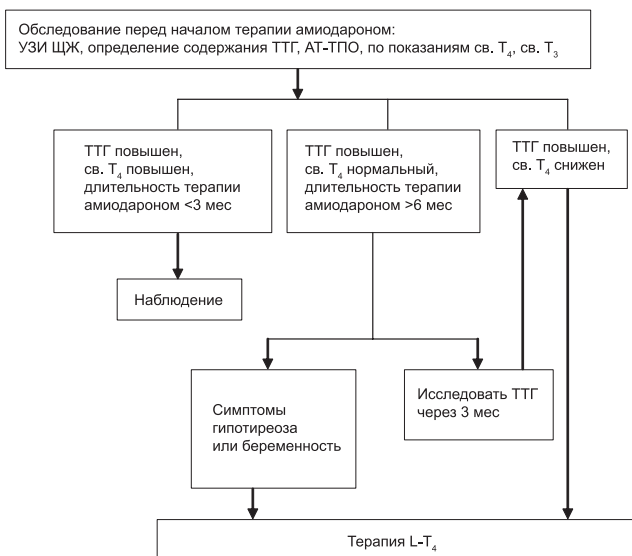 Обследование перед началом терапии амиодароном:
УЗИ ЩЖ, определение содержания ТТГ, АТ-ТПО, по показаниям св. T₄, св. T₃
ТТГ повышен,
св. T₄ повышен,
длительность терапии
амиодароном <3 мес
ТТГ повышен,
св. T₄ нормальный,
длительность терапии
амиодароном >6 мес
ТТГ повышен,
св. T₄ снижен
Наблюдение
Симптомы
гипотиреоза
или беременность
Исследовать ТТГ
через 3 мес
Терапия L-T₄